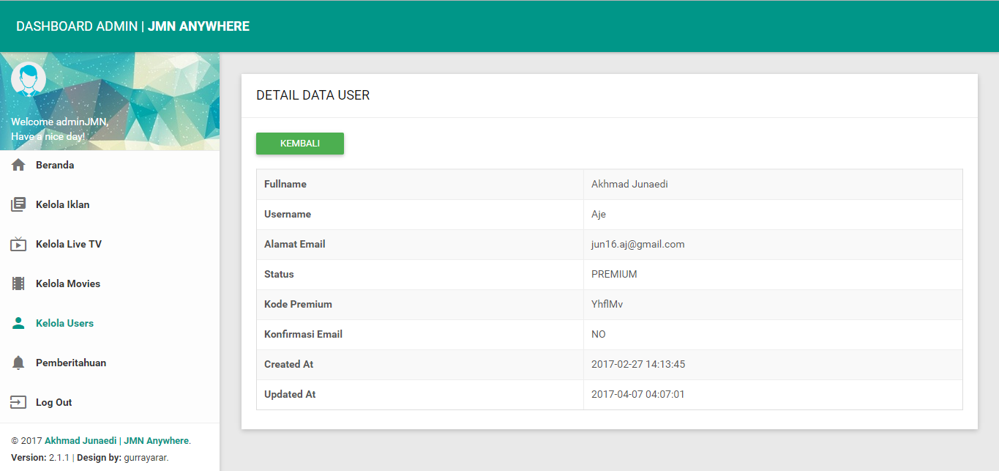 DASHBOARD ADMIN | JMN ANYWHERE
Welcome adminJMN,
Have a nice day!
Beranda
Kelola Iklan
Kelola Live TV
Kelola Movies
Kelola Users
Pemberitahuan
Log Out
© 2017 Akhmad Junaedi | JMN Anywhere.
Version: 2.1.1 | Design by: gurrayarar.
DETAIL DATA USER
KEMBALI
Fullname Akhmad Junaedi
Username Aje
Alamat Email jun16.aj@gmail.com
Status PREMIUM
Kode Premium YhflMv
Konfirmasi Email NO
Created At 2017-02-27 14:13:45
Updated At 2017-04-07 04:07:01